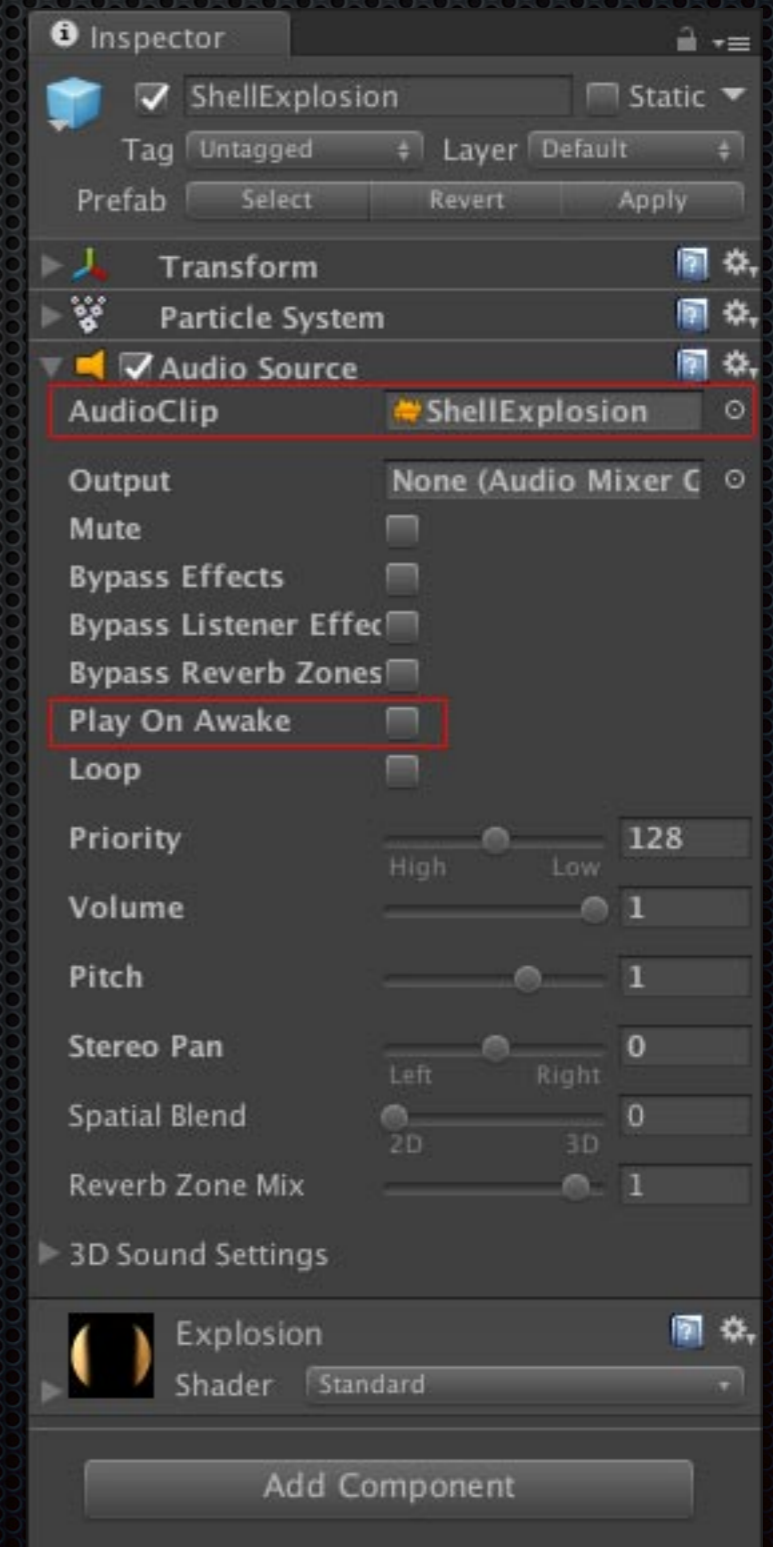 Inspector
ShellExplosion Static
Tag Untagged Layer Default
Prefab Select Revert Apply
Transform
Particle System
Audio Source
AudioClip ShellExplosion
Output None (Audio Mixer G
Mute
Bypass Effects
Bypass Listener Effec
Bypass Reverb Zones
Play On Awake
Loop
Priority 128
High Low
Volume 1
Pitch 1
Stereo Pan 0
Left Right
Spatial Blend 0
2D 3D
Reverb Zone Mix 1
3D Sound Settings
Explosion
Shader Standard
Add Component